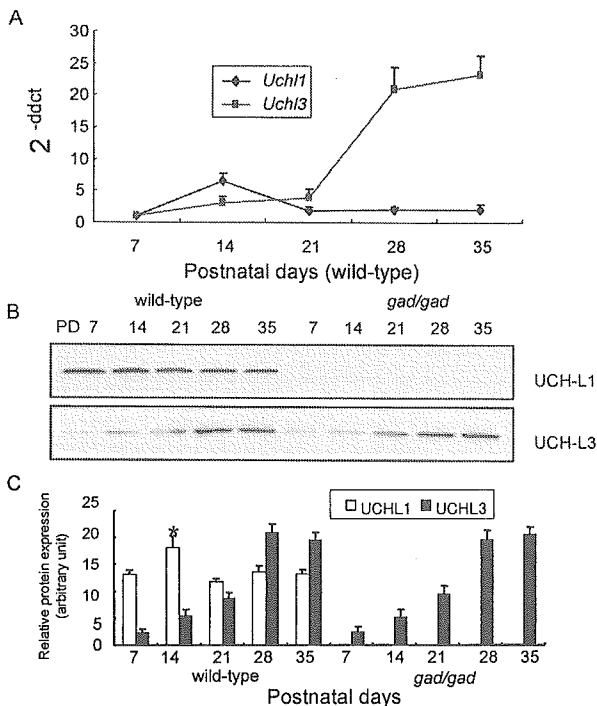 A
30
25
20
15
10
5
0
2 -ddct
Uchl1
Uchl3
7 14 21 28 35
Postnatal days (wild-type)
wild-type gad/gad
B
PD 7 14 21 28 35 7 14 21 28 35
UCH-L1
UCH-L3
C
Relative protein expression
(arbitrary unit)
25
20
15
10
5
0
UCHL1 UCHL3
*
7 14 21 28 35 7 14 21 28 35
wild-type gad/gad
Postnatal days